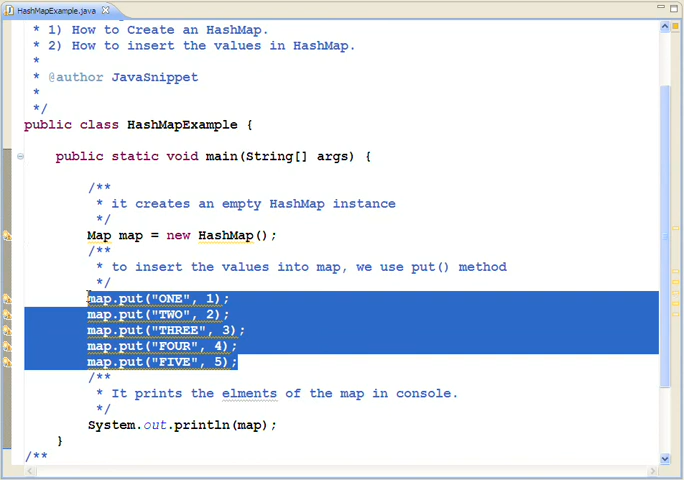 HashMapExample.java
* 1) How to Create an HashMap.
* 2) How to insert the values in HashMap.
*
* @author JavaSnippet
*
*/
public class HashMapExample {
public static void main(String[] args) {
/**
* it creates an empty HashMap instance
*/
Map map = new HashMap();
/**
* to insert the values into map, we use put() method
*/
map.put("ONE", 1);
map.put("TWO", 2);
map.put("THREE", 3);
map.put("FOUR", 4);
map.put("FIVE", 5);
/**
* It prints the elments of the map in console.
*/
System.out.println(map);
}
/**